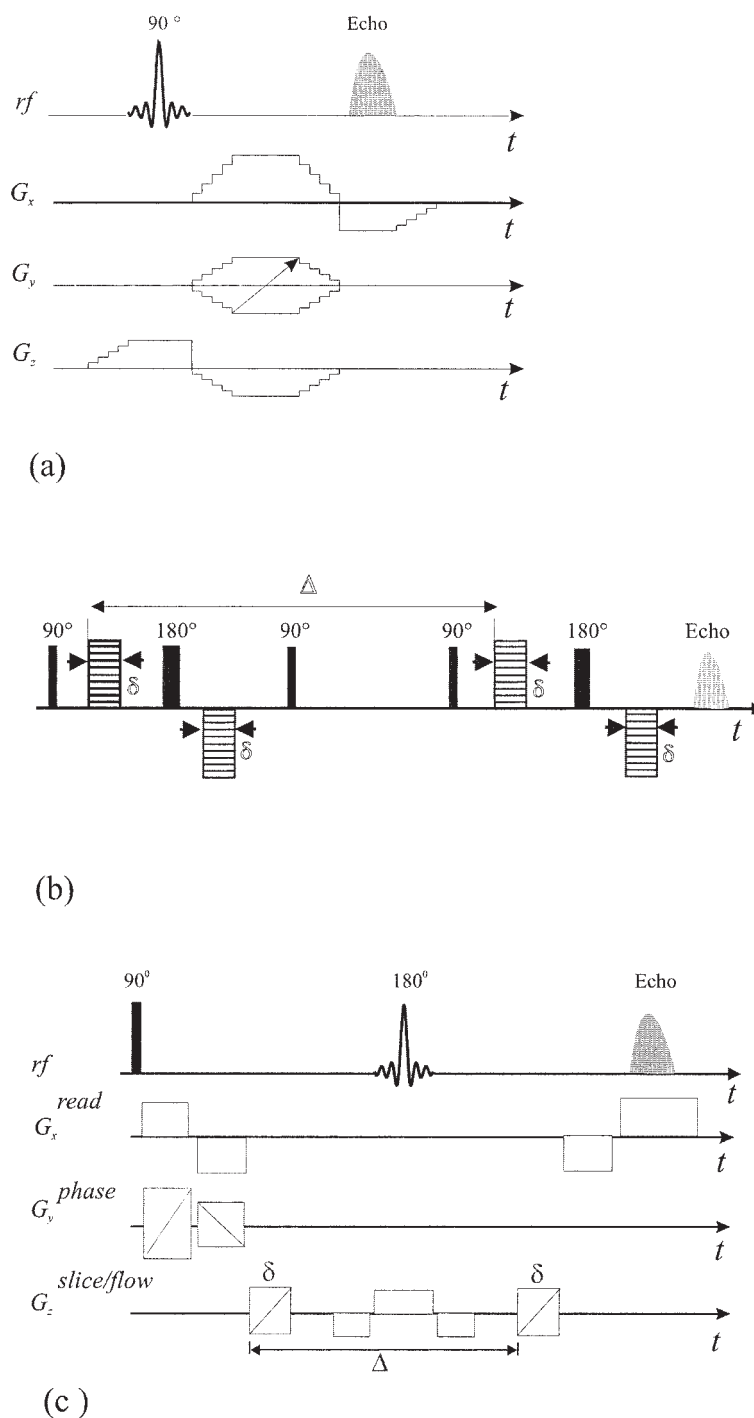 90 ° Echo
rf
t
Gx
t
Gy
t
Gz
t
(a)
Δ
90° 180° 90° 90° 180° Echo
δ δ
δ δ
t
(b)
90⁰ 180⁰ Echo
rf
t
Gx read
t
Gy phase
t
Gz slice/flow δ δ
t
Δ
(c )